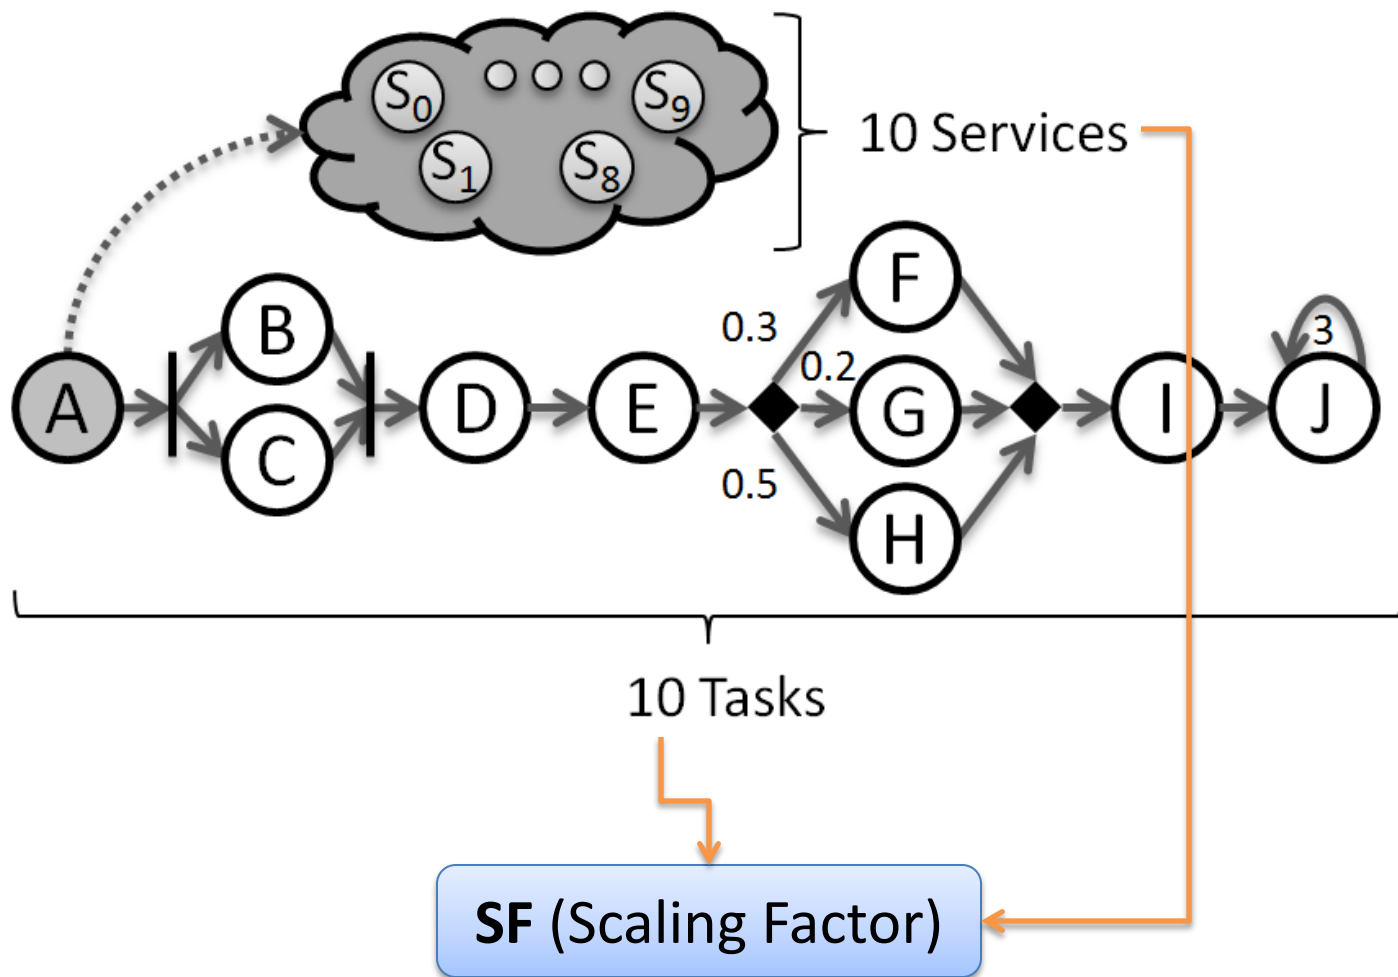 S0
S9
S1
S8
10 Services
F
B
0.3
3
0.2
A
D
E
G
I
J
C
0.5
H
10 Tasks
SF (Scaling Factor)